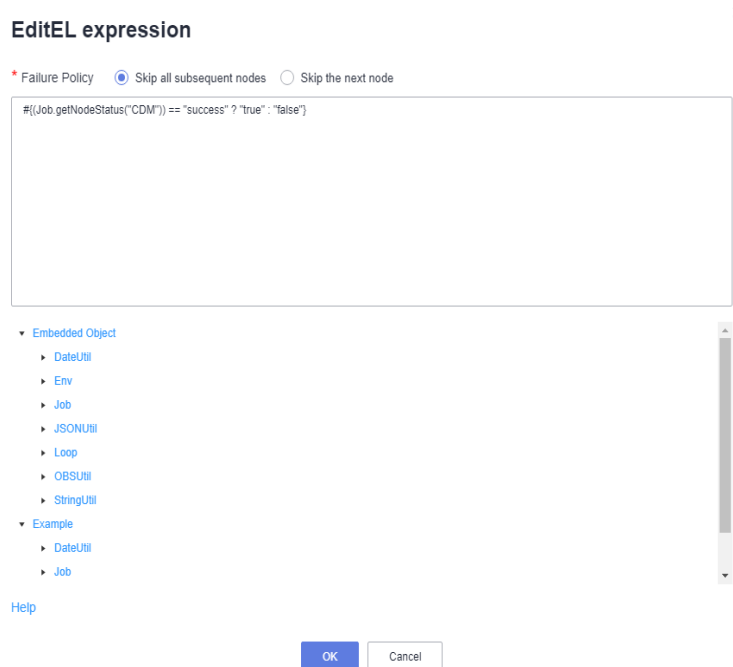 EditEL expression
* Failure Policy Skip all subsequent nodes Skip the next node
#{(Job.getNodeStatus("CDM")) == "success" ? "true" : "false"}
Embedded Object
DateUtil
Env
Job
JSONUtil
Loop
OBSUtil
StringUtil
Example
DateUtil
Job
Help
OK Cancel